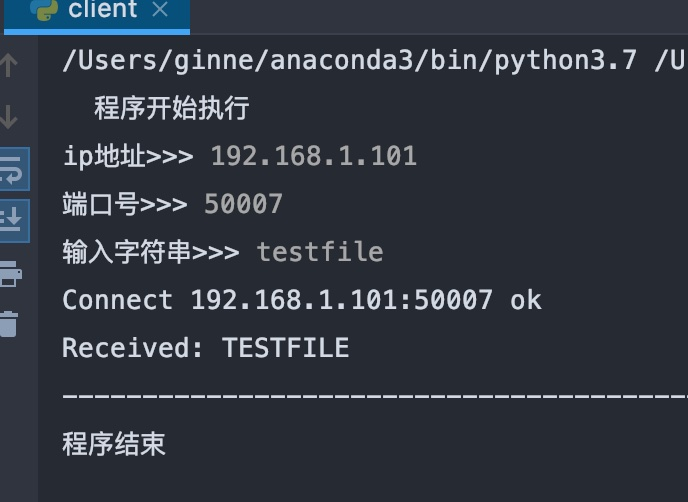 client
/Users/ginne/anaconda3/bin/python3.7 /U
程序开始执行
ip地址>>> 192.168.1.101
端口号>>> 50007
输入字符串>>> testfile
Connect 192.168.1.101:50007 ok
Received: TESTFILE
----------------------------------------
程序结束